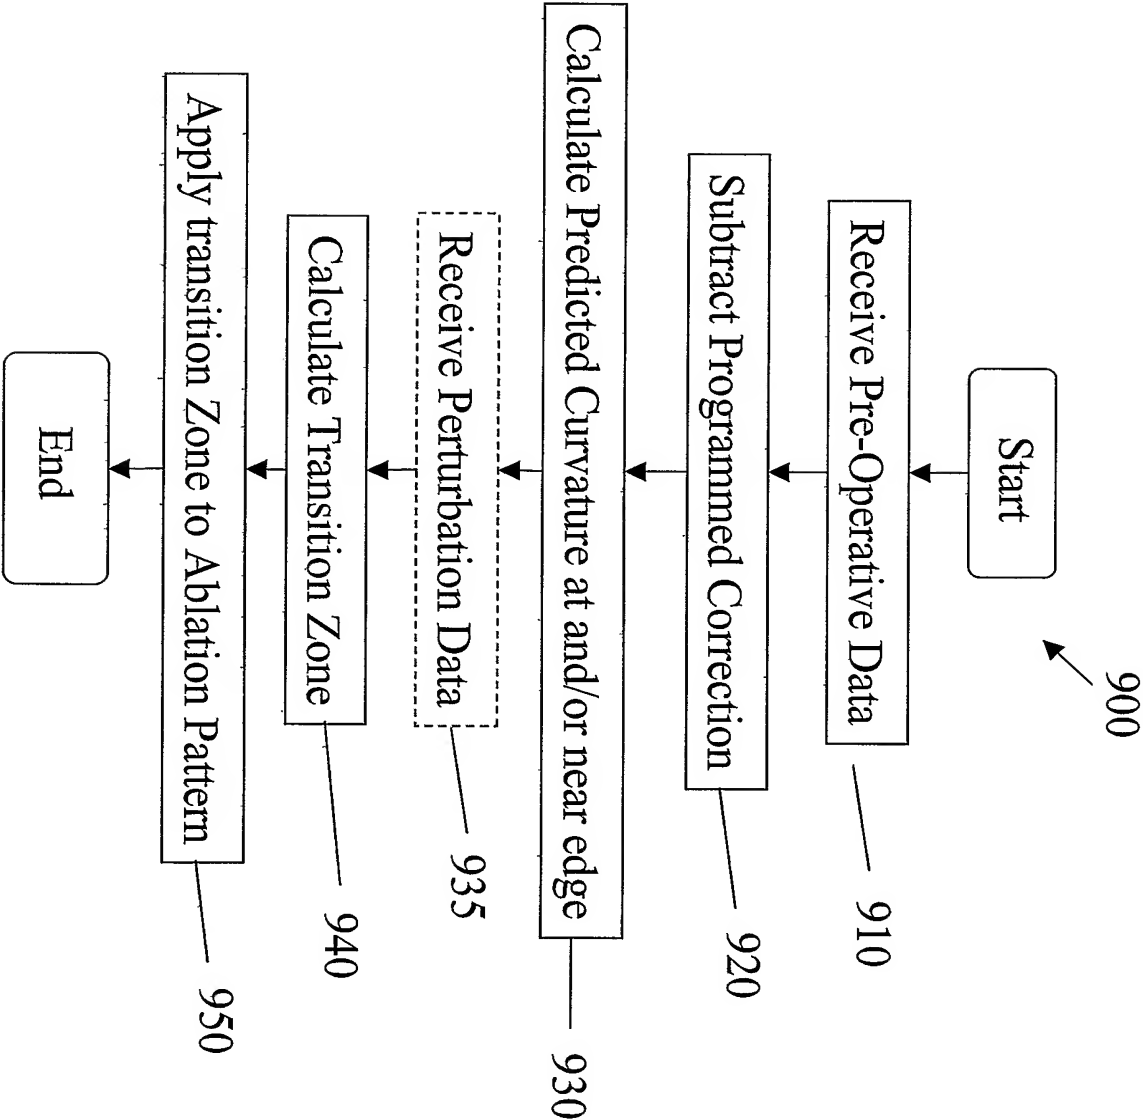 900
Start
Receive Pre-Operative Data
910
Subtract Programmed Correction
920
Calculate Predicted Curvature at and/or near edge
930
Receive Perturbation Data
935
Calculate Transition Zone
940
Apply transition Zone to Ablation Pattern
950
End